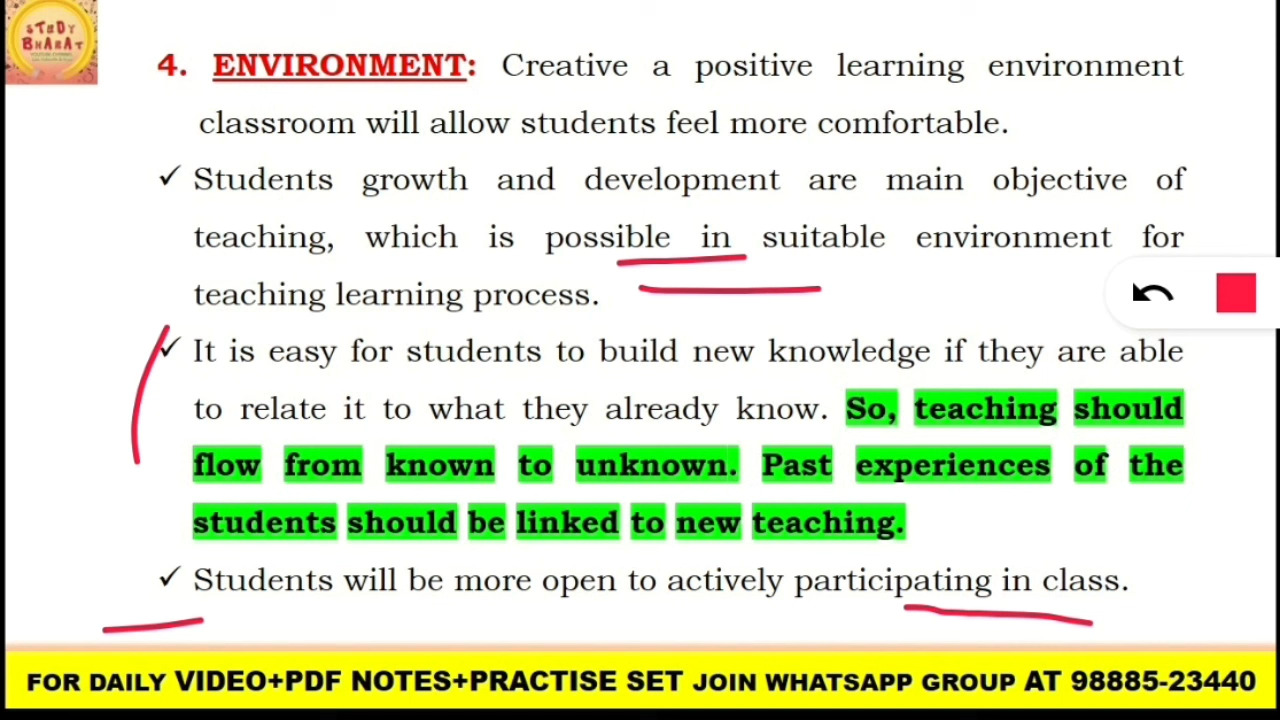 STUDY
BHARAT
4. ENVIRONMENT: Creative a positive learning environment
classroom will allow students feel more comfortable.
✓ Students growth and development are main objective of
teaching, which is possible in suitable environment for
teaching learning process.
✓ It is easy for students to build new knowledge if they are able
to relate it to what they already know. So, teaching should
flow from known to unknown. Past experiences of the
students should be linked to new teaching.
✓ Students will be more open to actively participating in class.
FOR DAILY VIDEO+PDF NOTES+PRACTISE SET JOIN WHATSAPP GROUP AT 98885-23440